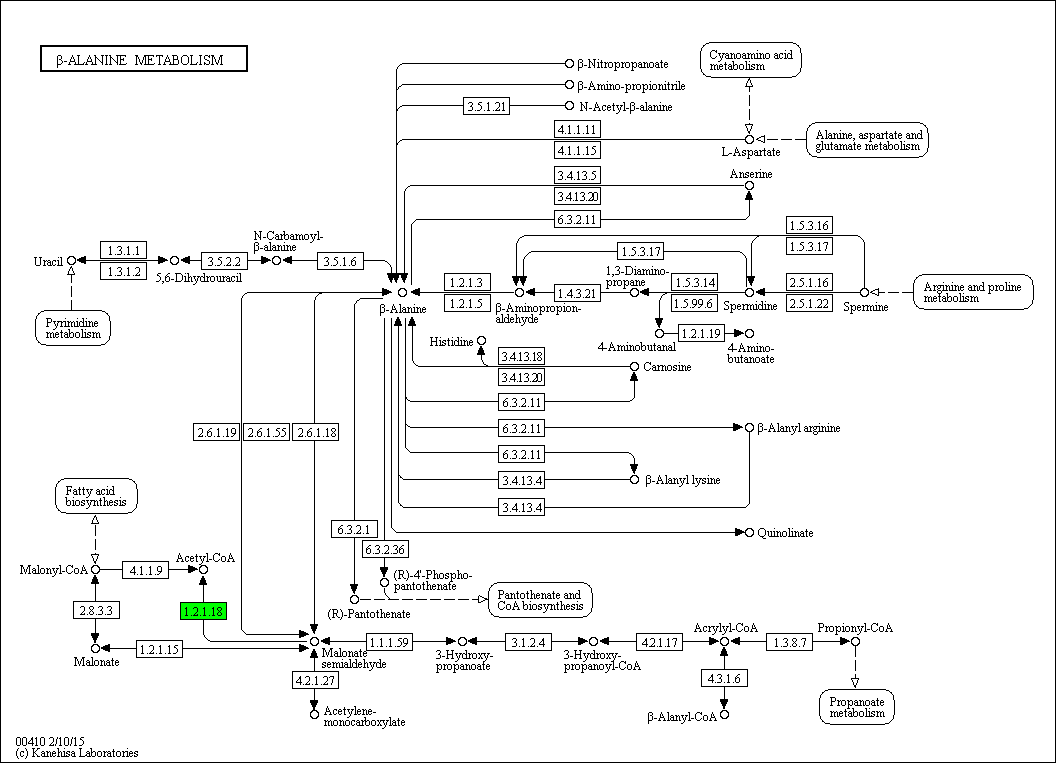 β-ALANINE METABOLISM
β-Nitropropanoate
β-Amino-propionitrile
3.5.1.21
N-Acetyl-β-alanine
Cyanoamino acid
metabolism
4.1.1.11
4.1.1.15
L-Aspartate
Alanine, aspartate and
glutamate metabolism
3.4.13.5
3.4.13.20
Anserine
6.3.2.11
1.5.3.16
1.5.3.17
1.5.3.17
Uracil
1.3.1.1
1.3.1.2
5,6-Dihydrouracil
3.5.2.2
N-Carbamoyl-
β-alanine
3.5.1.6
β-Alanine
1.2.1.3
1.2.1.5
β-Aminopropion-
aldehyde
1.4.3.21
1,3-Diamino-
propane
1.5.3.14
1.5.99.6
Spermidine
2.5.1.16
2.5.1.22
Spermine
Arginine and proline
metabolism
Pyrimidine
metabolism
4-Aminobutanal
1.2.1.19
4-Amino-
butanoate
Histidine
3.4.13.18
3.4.13.20
Carnosine
6.3.2.11
2.6.1.19
2.6.1.55
2.6.1.18
6.3.2.11
β-Alanyl arginine
6.3.2.11
3.4.13.4
β-Alanyl lysine
3.4.13.4
Quinolinate
Fatty acid
biosynthesis
6.3.2.1
6.3.2.36
Malonyl-CoA
4.1.1.9
Acetyl-CoA
(R)-4'-Phospho-
pantothenate
(R)-Pantothenate
Pantothenate and
CoA biosynthesis
2.8.3.3
1.2.1.18
Malonate
1.2.1.15
Malonate
semialdehyde
1.1.1.59
3-Hydroxy-
propanoate
3.1.2.4
3-Hydroxy-
propanoyl-CoA
4.2.1.17
Acrylyl-CoA
1.3.8.7
Propionyl-CoA
4.2.1.27
Acetylene-
monocarboxylate
4.3.1.6
β-Alanyl-CoA
Propanoate
metabolism
00410 2/10/15
(c) Kanehisa Laboratories